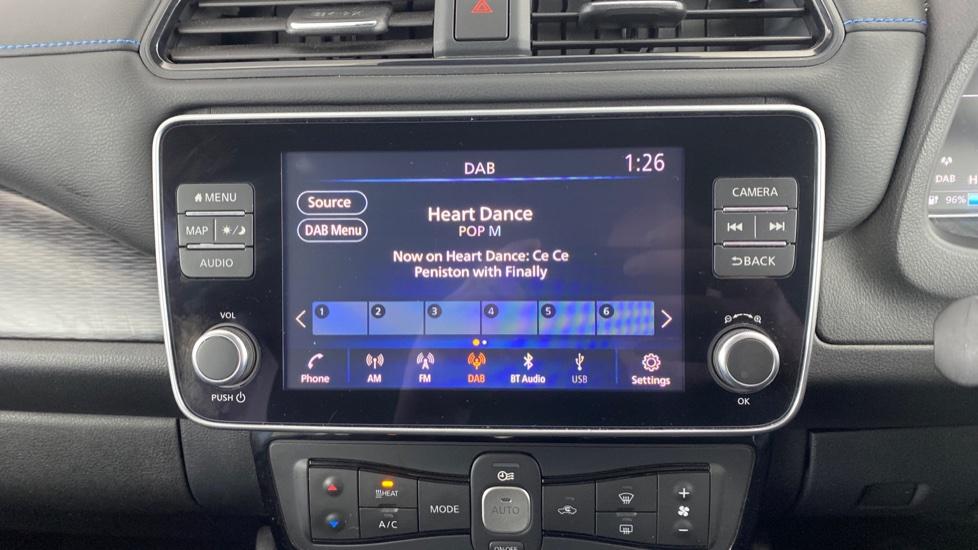 DAB
1:26
Source
Heart Dance
DAB Menu
POP M
Now on Heart Dance: Ce Ce
Peniston with Finally
1 2 3 4 5 6
Phone AM FM DAB BT Audio USB Settings
MENU
MAP
AUDIO
VOL
PUSH
CAMERA
BACK
OK
DAB H
96%
HEAT
A/C
MODE
AUTO
ON•OFF